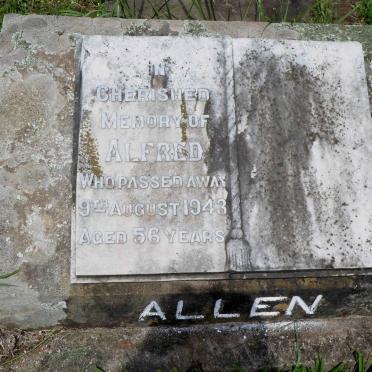 IN
CHERISHED
MEMORY OF
ALFRED
WHO PASSED AWAY
9TH AUGUST 1943
AGED 56 YEARS
ALLEN